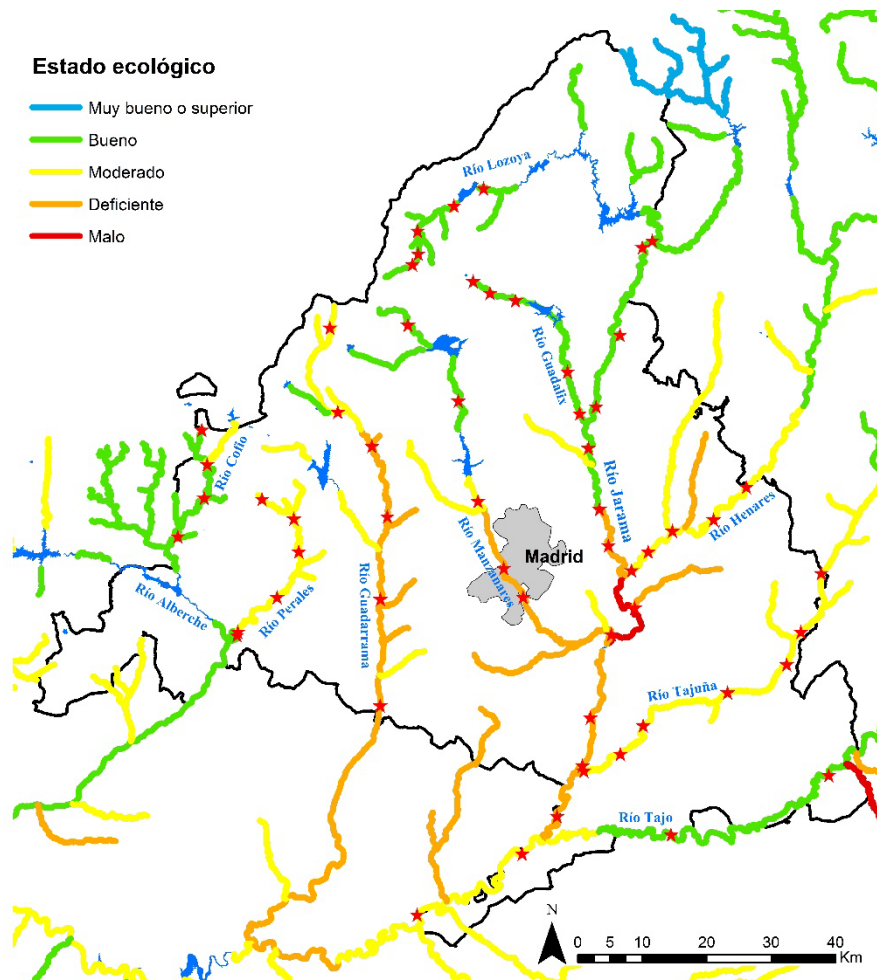 Estado ecológico
Muy bueno o superior
Bueno
Moderado
Deficiente
Malo
Río Lozoya
Río Guadalix
Río Cofio
Río Jarama
Río Henares
Río Manzanares
Madrid
Río Alberche
Río Perales
Río Guadarrama
Río Tajuña
Río Tajo
N
0 5 10 20 30 40
Km